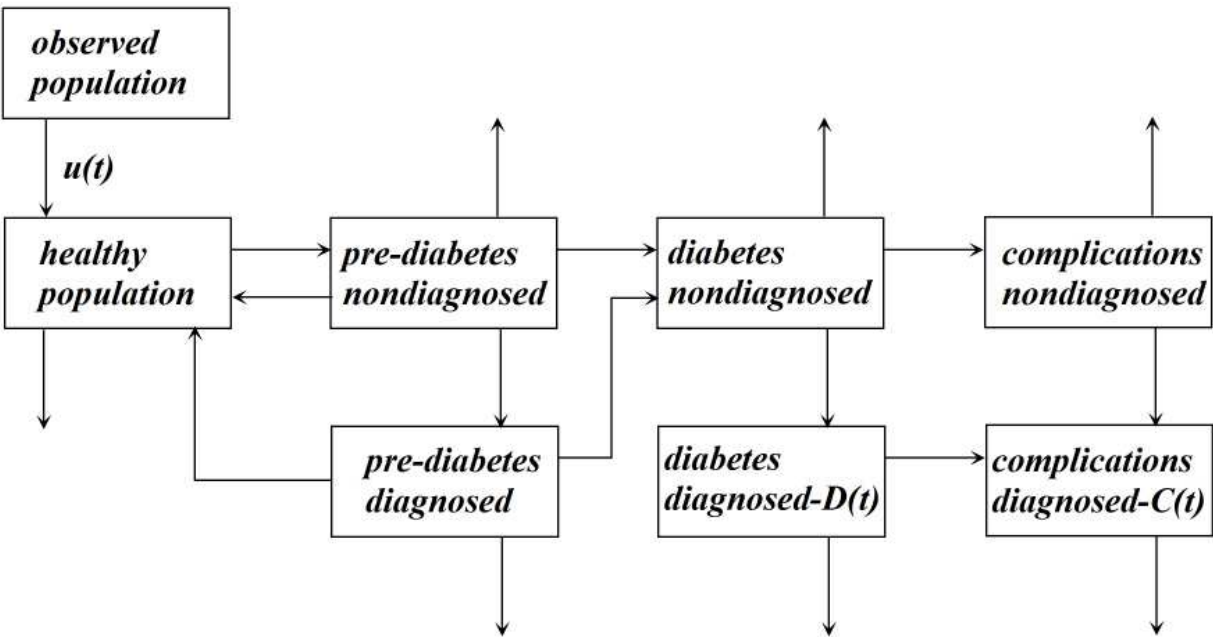 observed
population
u(t)
healthy
population
pre-diabetes
nondiagnosed
diabetes
nondiagnosed
complications
nondiagnosed
pre-diabetes
diagnosed
diabetes
diagnosed-D(t)
complications
diagnosed-C(t)